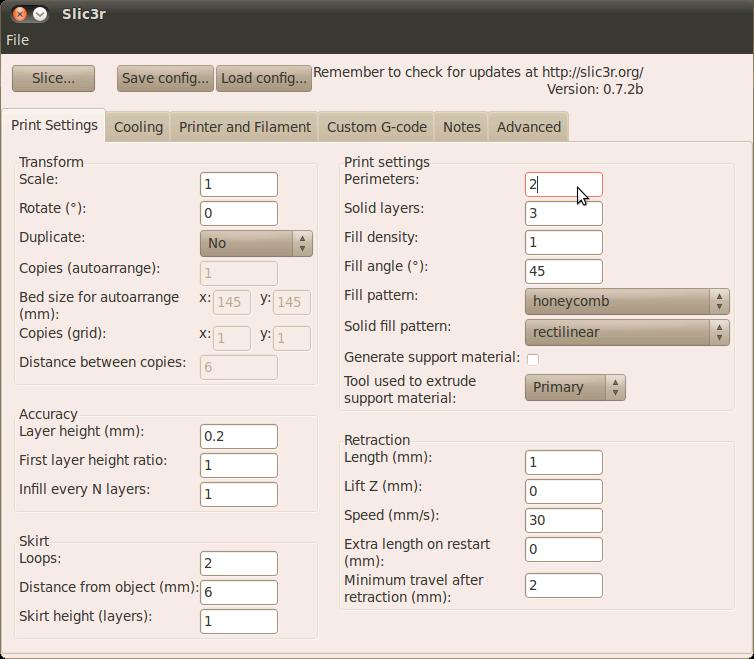 Slic3r
File
Slice... Save config... Load config... Remember to check for updates at http://slic3r.org/
Version: 0.7.2b
Print Settings Cooling Printer and Filament Custom G-code Notes Advanced
Transform
Scale: 1
Rotate (°): 0
Duplicate: No
Copies (autoarrange): 1
Bed size for autoarrange x: 145 y: 145
(mm):
Copies (grid): x: 1 y: 1
Distance between copies: 6
Accuracy
Layer height (mm): 0.2
First layer height ratio: 1
Infill every N layers: 1
Skirt
Loops: 2
Distance from object (mm): 6
Skirt height (layers): 1
Print settings
Perimeters: 2
Solid layers: 3
Fill density: 1
Fill angle (°): 45
Fill pattern: honeycomb
Solid fill pattern: rectilinear
Generate support material:
Tool used to extrude Primary
support material:
Retraction
Length (mm): 1
Lift Z (mm): 0
Speed (mm/s): 30
Extra length on restart 0
(mm):
Minimum travel after 2
retraction (mm):